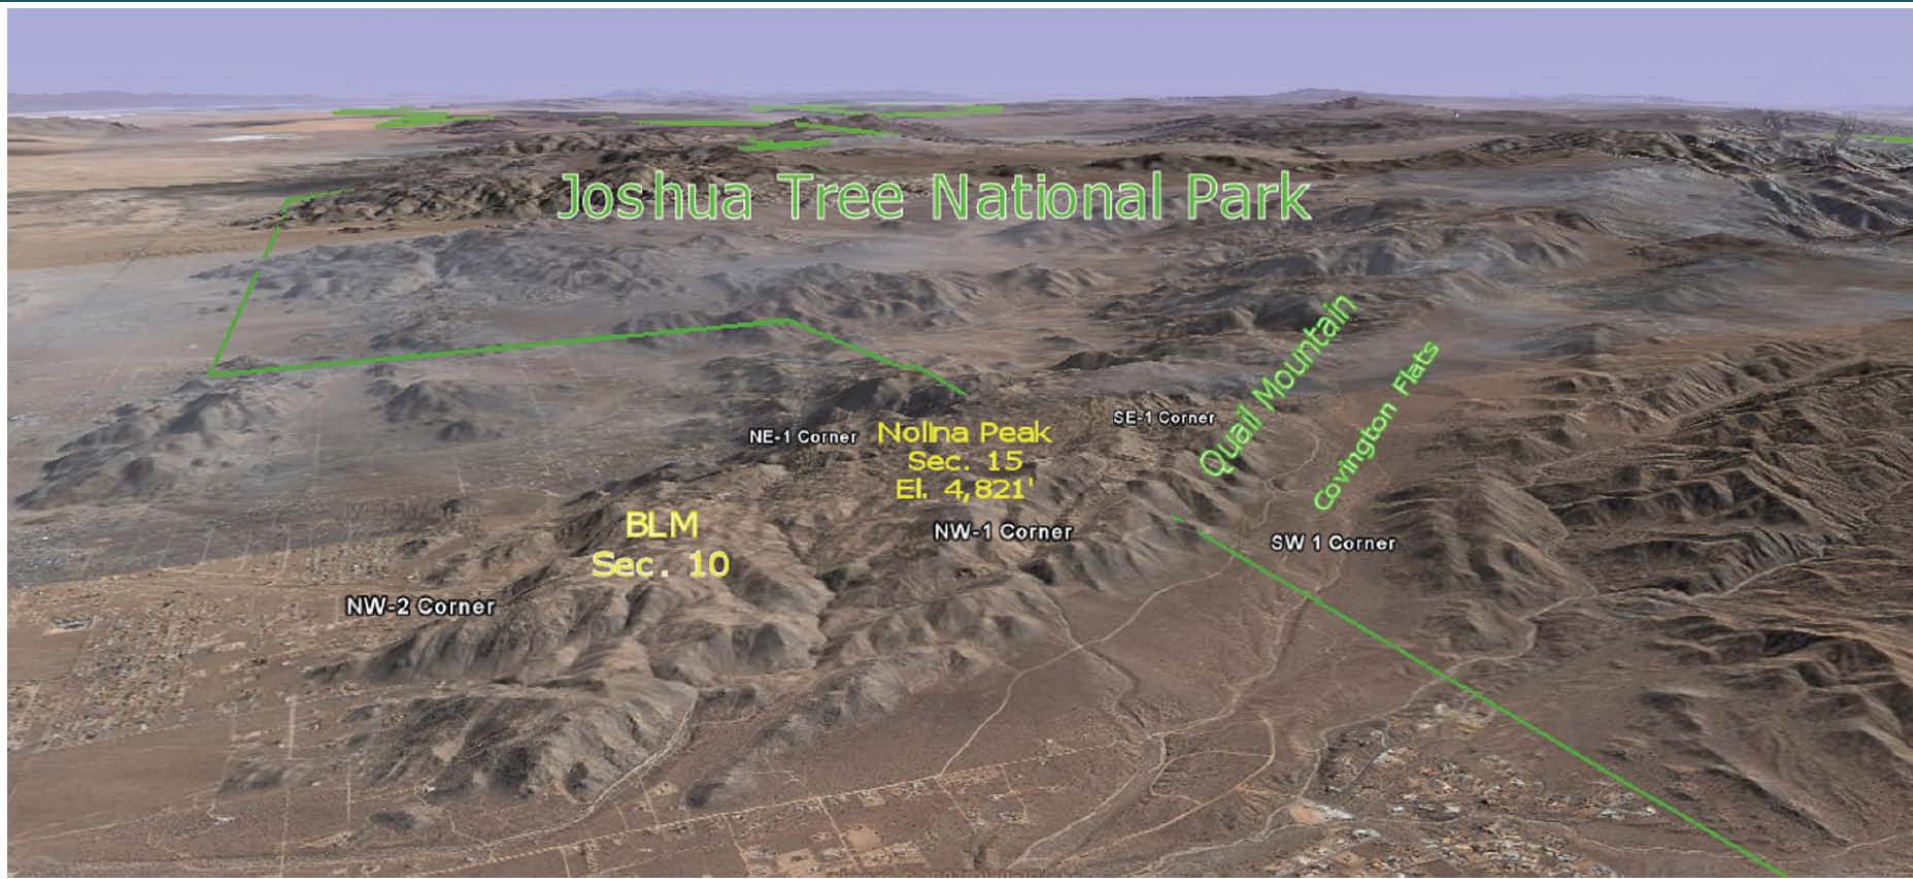 Joshua Tree National Park
Quail Mountain
Covington Flats
SE-1 Corner
NE-1 Corner
Nolina Peak
Sec. 15
El. 4,821'
BLM
Sec. 10
NW-1 Corner
SW 1 Corner
NW-2 Corner